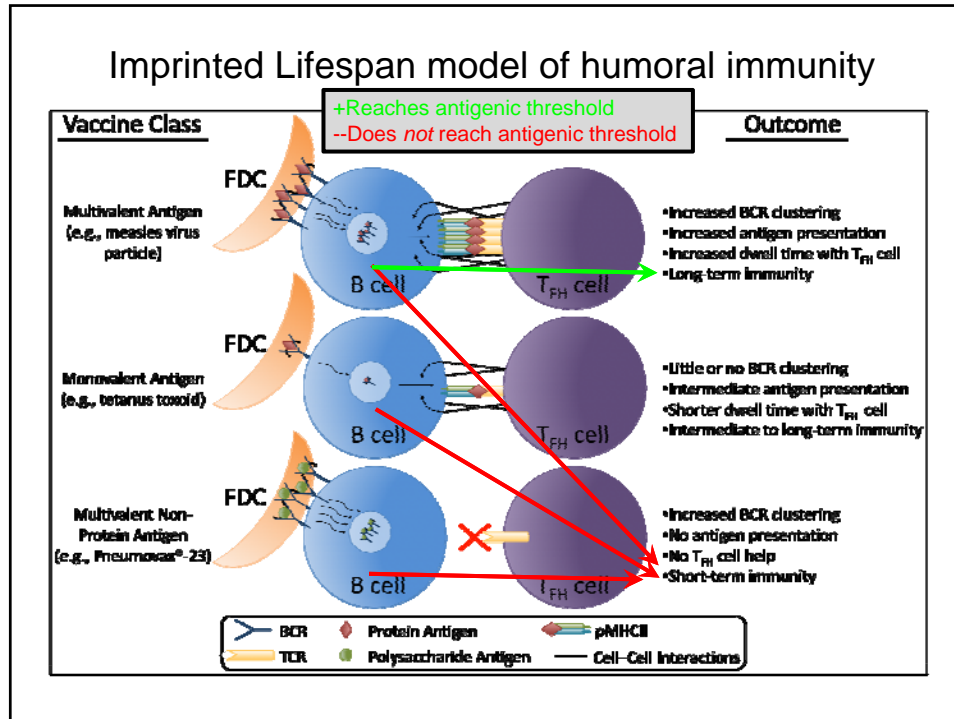 Imprinted Lifespan model of humoral immunity
+Reaches antigenic threshold
--Does not reach antigenic threshold
Vaccine Class
Outcome
FDC
Multivalent Antigen
(e.g., measles virus
particle)
B cell
TFH cell
•Increased BCR clustering
•Increased antigen presentation
•Increased dwell time with TFH cell
•Long-term immunity
FDC
Monovalent Antigen
(e.g., tetanus toxoid)
B cell
TFH cell
•Little or no BCR clustering
•Intermediate antigen presentation
•Shorter dwell time with TFH cell
•Intermediate to long-term immunity
FDC
Multivalent Non-
Protein Antigen
(e.g., Pneumovax®-23)
B cell
TFH cell
•Increased BCR clustering
•No antigen presentation
•No TFH cell help
•Short-term immunity
BCR
Protein Antigen
pMHCII
TCR
Polysaccharide Antigen
Cell–Cell Interactions